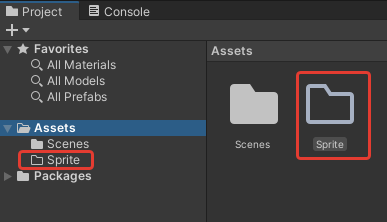 Project
Console
Favorites
All Materials
All Models
All Prefabs
Assets
Scenes
Sprite
Packages
Assets
Scenes
Sprite